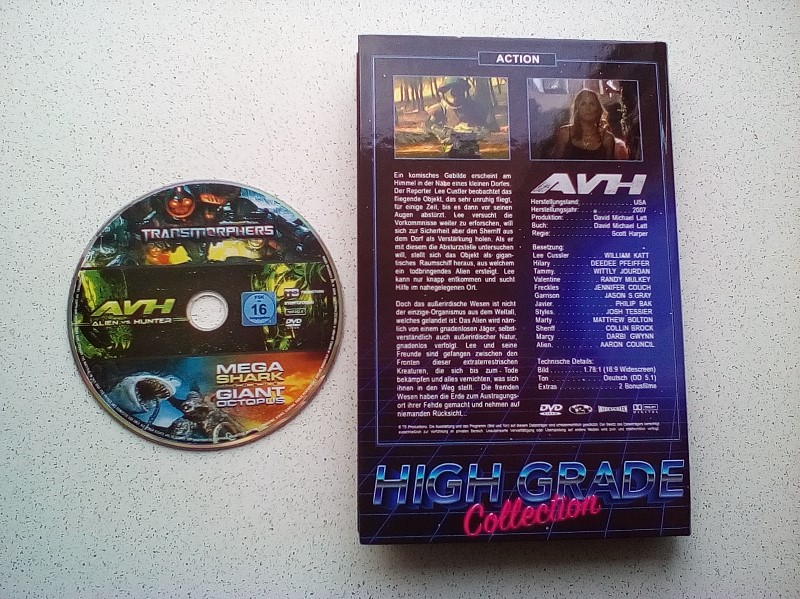 TRANSMORPHERS
AVH
ALIEN VS. HUNTER
FSK
16
DVD
MEGA
SHARK
GIANT
OCTOPUS
ACTION
Ein komisches Gebilde erscheint am
Himmel in der Nähe eines kleinen Dorfes.
Der Reporter Lee Custler beobachtet das
fliegende Objekt, das sehr unruhig fliegt,
für einige Zeit, bis es dann vor seinen
Augen abstürzt. Lee versucht die
Vorkommnisse weiter zu erforschen, will
sich zur Sicherheit aber den Sherriff aus
dem Dorf als Verstärkung holen. Als er
mit diesem die Absturzstelle untersuchen
will, stellt sich das Objekt als gigan-
tisches Raumschiff heraus, aus welchem
ein todbringendes Alien ersteigt. Lee
kann nur knapp entkommen und sucht
Hilfe im nahegelegenen Ort.
Doch das außerirdische Wesen ist nicht
der einzige Organismus aus dem Weltall,
welches gelandet ist: Das Alien wird näm-
lich von einem gnadenlosen Jäger, selbst-
verständlich auch außerirdischer Natur,
gnadenlos verfolgt. Lee und seine
Freunde sind gefangen zwischen den
Fronten dieser extraterrestrischen
Kreaturen, die sich bis zum Tode
bekämpfen und alles vernichten, was sich
ihnen in den Weg stellt. Die fremden
Wesen haben die Erde zum Austragungs-
ort ihrer Fehde gemacht und nehmen auf
niemanden Rücksicht...
AVH
Herstellungsland: USA
Herstellungsjahr: 2007
Produktion: David Michael Latt
Buch: David Michael Latt
Regie: Scott Harper
Besetzung:
Lee Cussler WILLIAM KATT
Hilary DEEDEE PFEIFFER
Tammy WITTLY JOURDAN
Valentine RANDY MULKEY
Freckles JENNIFER COUCH
Garrison JASON S.GRAY
Javier PHILIP BAK
Styles JOSH TESSIER
Marty MATTHEW BOLTON
Sheriff COLLIN BROCK
Marcy DARBI GWYNN
Alien AARON COUNCIL
Technische Details:
Bild 1.78:1 (16:9 Widescreen)
Ton Deutsch (DD 5.1)
Extras 2 Bonusfilme
DVD
WIDESCREEN
DOLBY
DIGITAL
HIGH GRADE
Collection